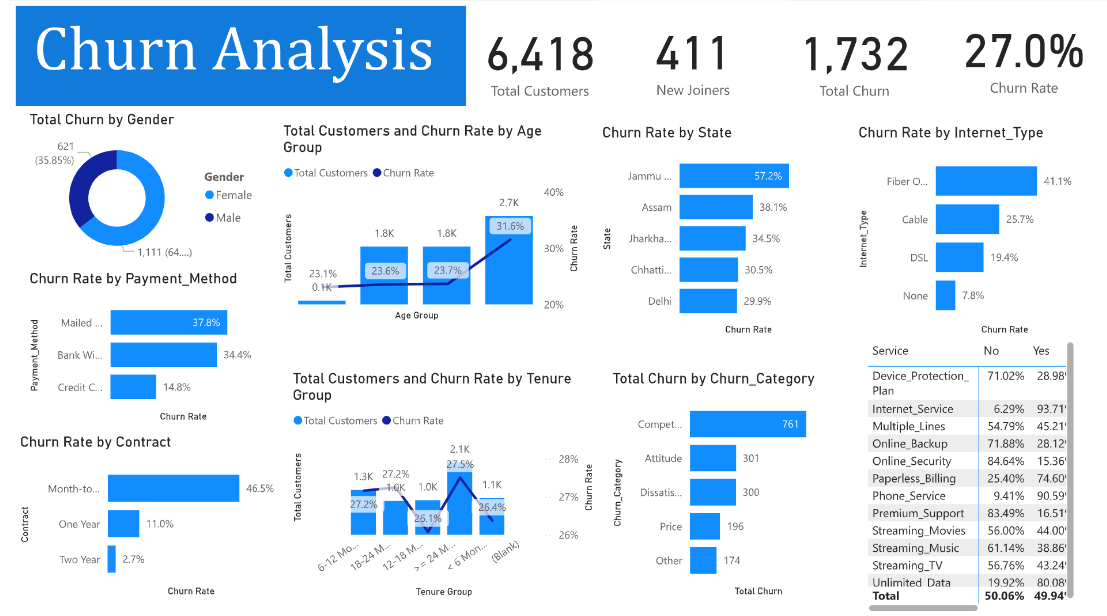 Churn Analysis
6,418
Total Customers
411
New Joiners
1,732
Total Churn
27.0%
Churn Rate
Total Churn by Gender
621
(35.85%)
1,111 (64....)
Gender
Female
Male
Total Customers and Churn Rate by Age
Group
Total Customers Churn Rate
Total Customers
Churn Rate
40%
30%
20%
23.1%
0.1K
1.8K
23.6%
1.8K
23.7%
2.7K
31.6%
Age Group
Churn Rate by State
State
Jammu ... 57.2%
Assam 38.1%
Jharkha... 34.5%
Chhatti... 30.5%
Delhi 29.9%
Churn Rate
Churn Rate by Internet_Type
Internet_Type
Fiber O... 41.1%
Cable 25.7%
DSL 19.4%
None 7.8%
Churn Rate
Churn Rate by Payment_Method
Payment_Method
Mailed ... 37.8%
Bank Wi... 34.4%
Credit C... 14.8%
Churn Rate
Churn Rate by Contract
Contract
Month-to... 46.5%
One Year 11.0%
Two Year 2.7%
Churn Rate
Total Customers and Churn Rate by Tenure
Group
Total Customers Churn Rate
Total Customers
Churn Rate
28%
27%
26%
1.3K
27.2%
27.2%
1.0K
1.0K
26.1%
2.1K
27.5%
1.1K
26.4%
6-12 Mo...
18-24 M...
12-18 M...
>= 24 M...
< 6 Mon...
(Blank)
Tenure Group
Total Churn by Churn_Category
Churn_Category
Compet... 761
Attitude 301
Dissatis... 300
Price 196
Other 174
Total Churn
Service No Yes
Device_Protection_ 71.02% 28.98
Plan
Internet_Service 6.29% 93.71
Multiple_Lines 54.79% 45.21
Online_Backup 71.88% 28.12
Online_Security 84.64% 15.36
Paperless_Billing 25.40% 74.60
Phone_Service 9.41% 90.59
Premium_Support 83.49% 16.51
Streaming_Movies 56.00% 44.00
Streaming_Music 61.14% 38.86
Streaming_TV 56.76% 43.24
Unlimited_Data 19.92% 80.08
Total 50.06% 49.94